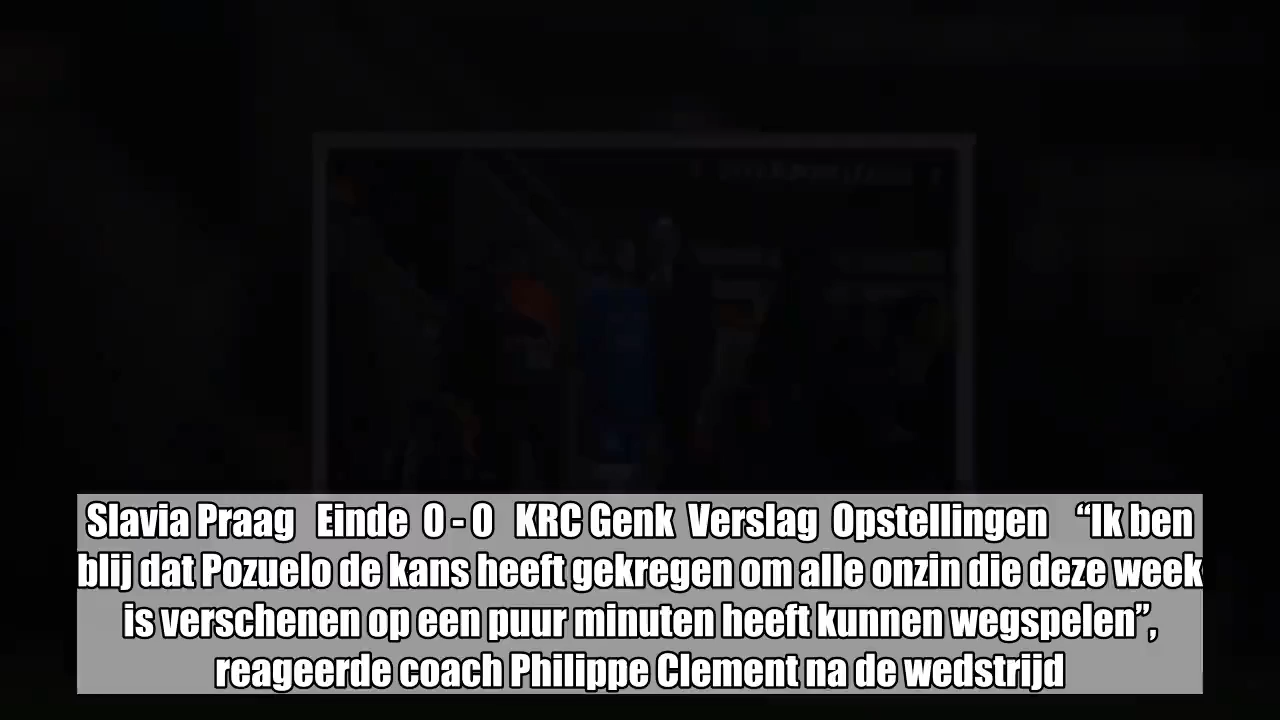 Slavia Praag Einde 0 - 0 KRC Genk Verslag Opstellingen “Ik ben
blij dat Pozuelo de kans heeft gekregen om alle onzin die deze week
is verschenen op een puur minuten heeft kunnen wegspelen”,
reageerde coach Philippe Clement na de wedstrijd